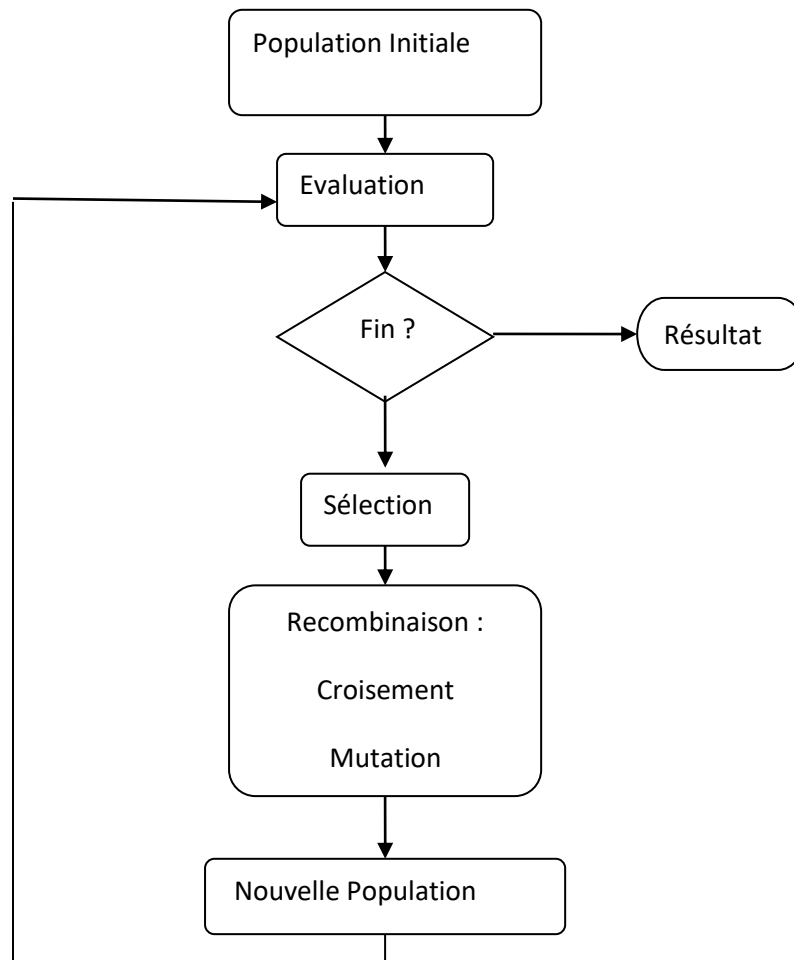 Population Initiale
Evaluation
Fin ?
Résultat
Sélection
Recombinaison :
Croisement
Mutation
Nouvelle Population